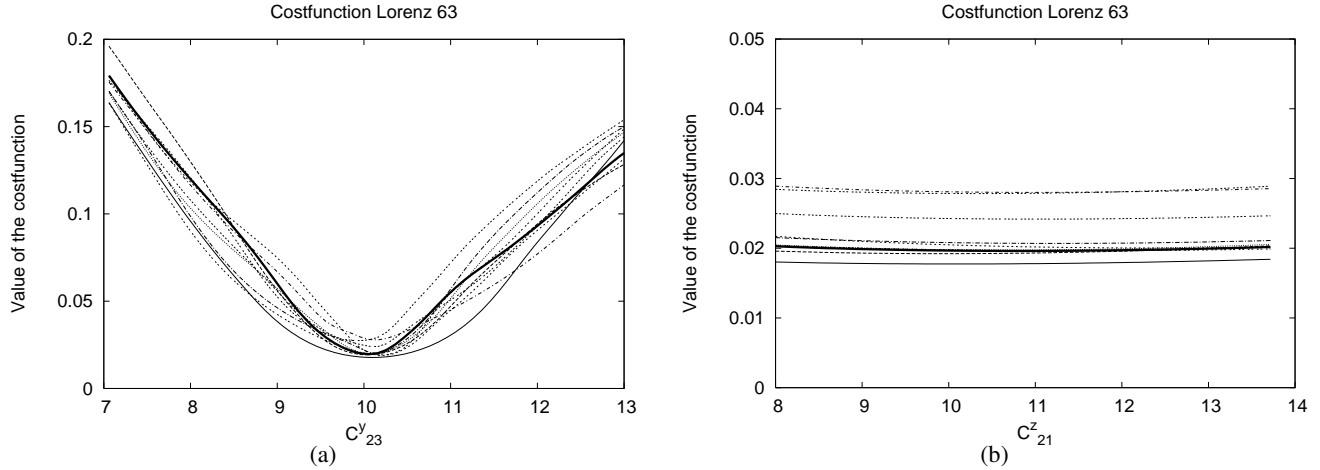 Costfunction Lorenz 63
0.2
0.15
0.1
0.05
0
Value of the costfunction
7 8 9 10 11 12 13
C^y_23
(a)
Costfunction Lorenz 63
0.05
0.04
0.03
0.02
0.01
0
Value of the costfunction
8 9 10 11 12 13 14
C^z_21
(b)